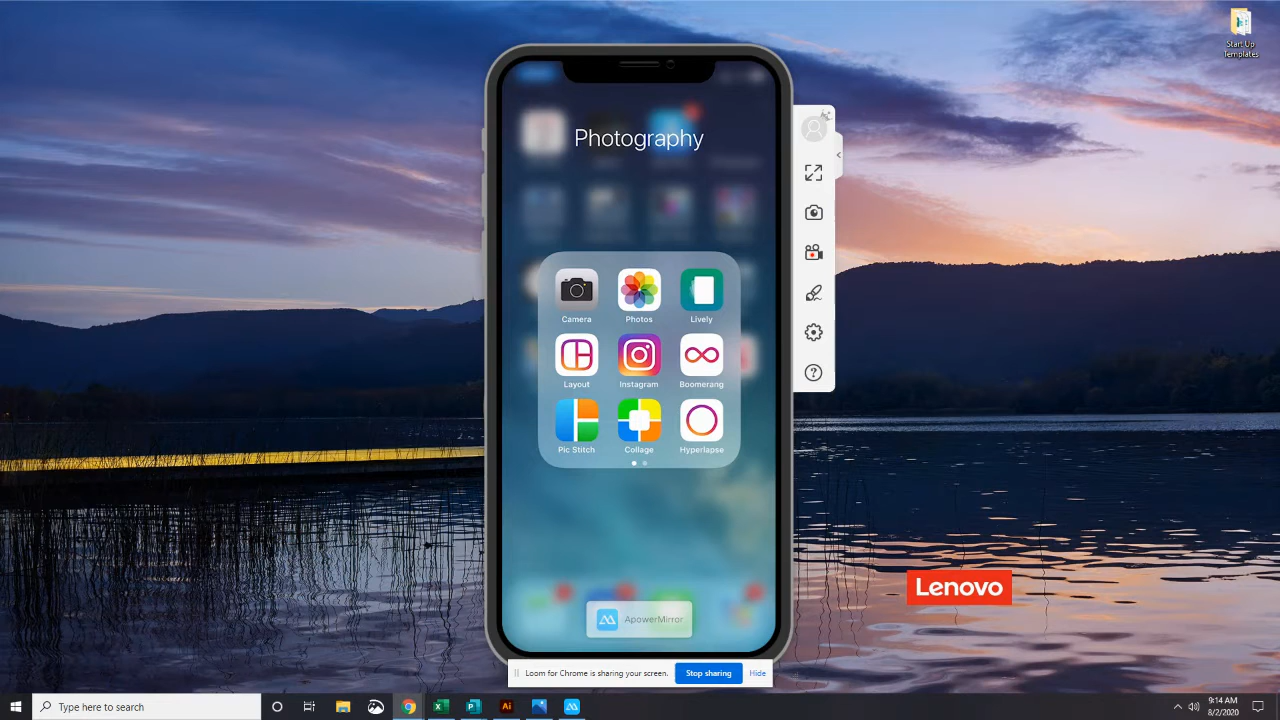 Start Up
Templates
Photography
Camera
Photos
Lively
Layout
Instagram
Boomerang
Pic Stitch
Collage
Hyperlapse
Lenovo
ApowerMirror
Loom for Chrome is sharing your screen.
Stop sharing
Hide
Type here to search
9:14 AM
8/2/2020